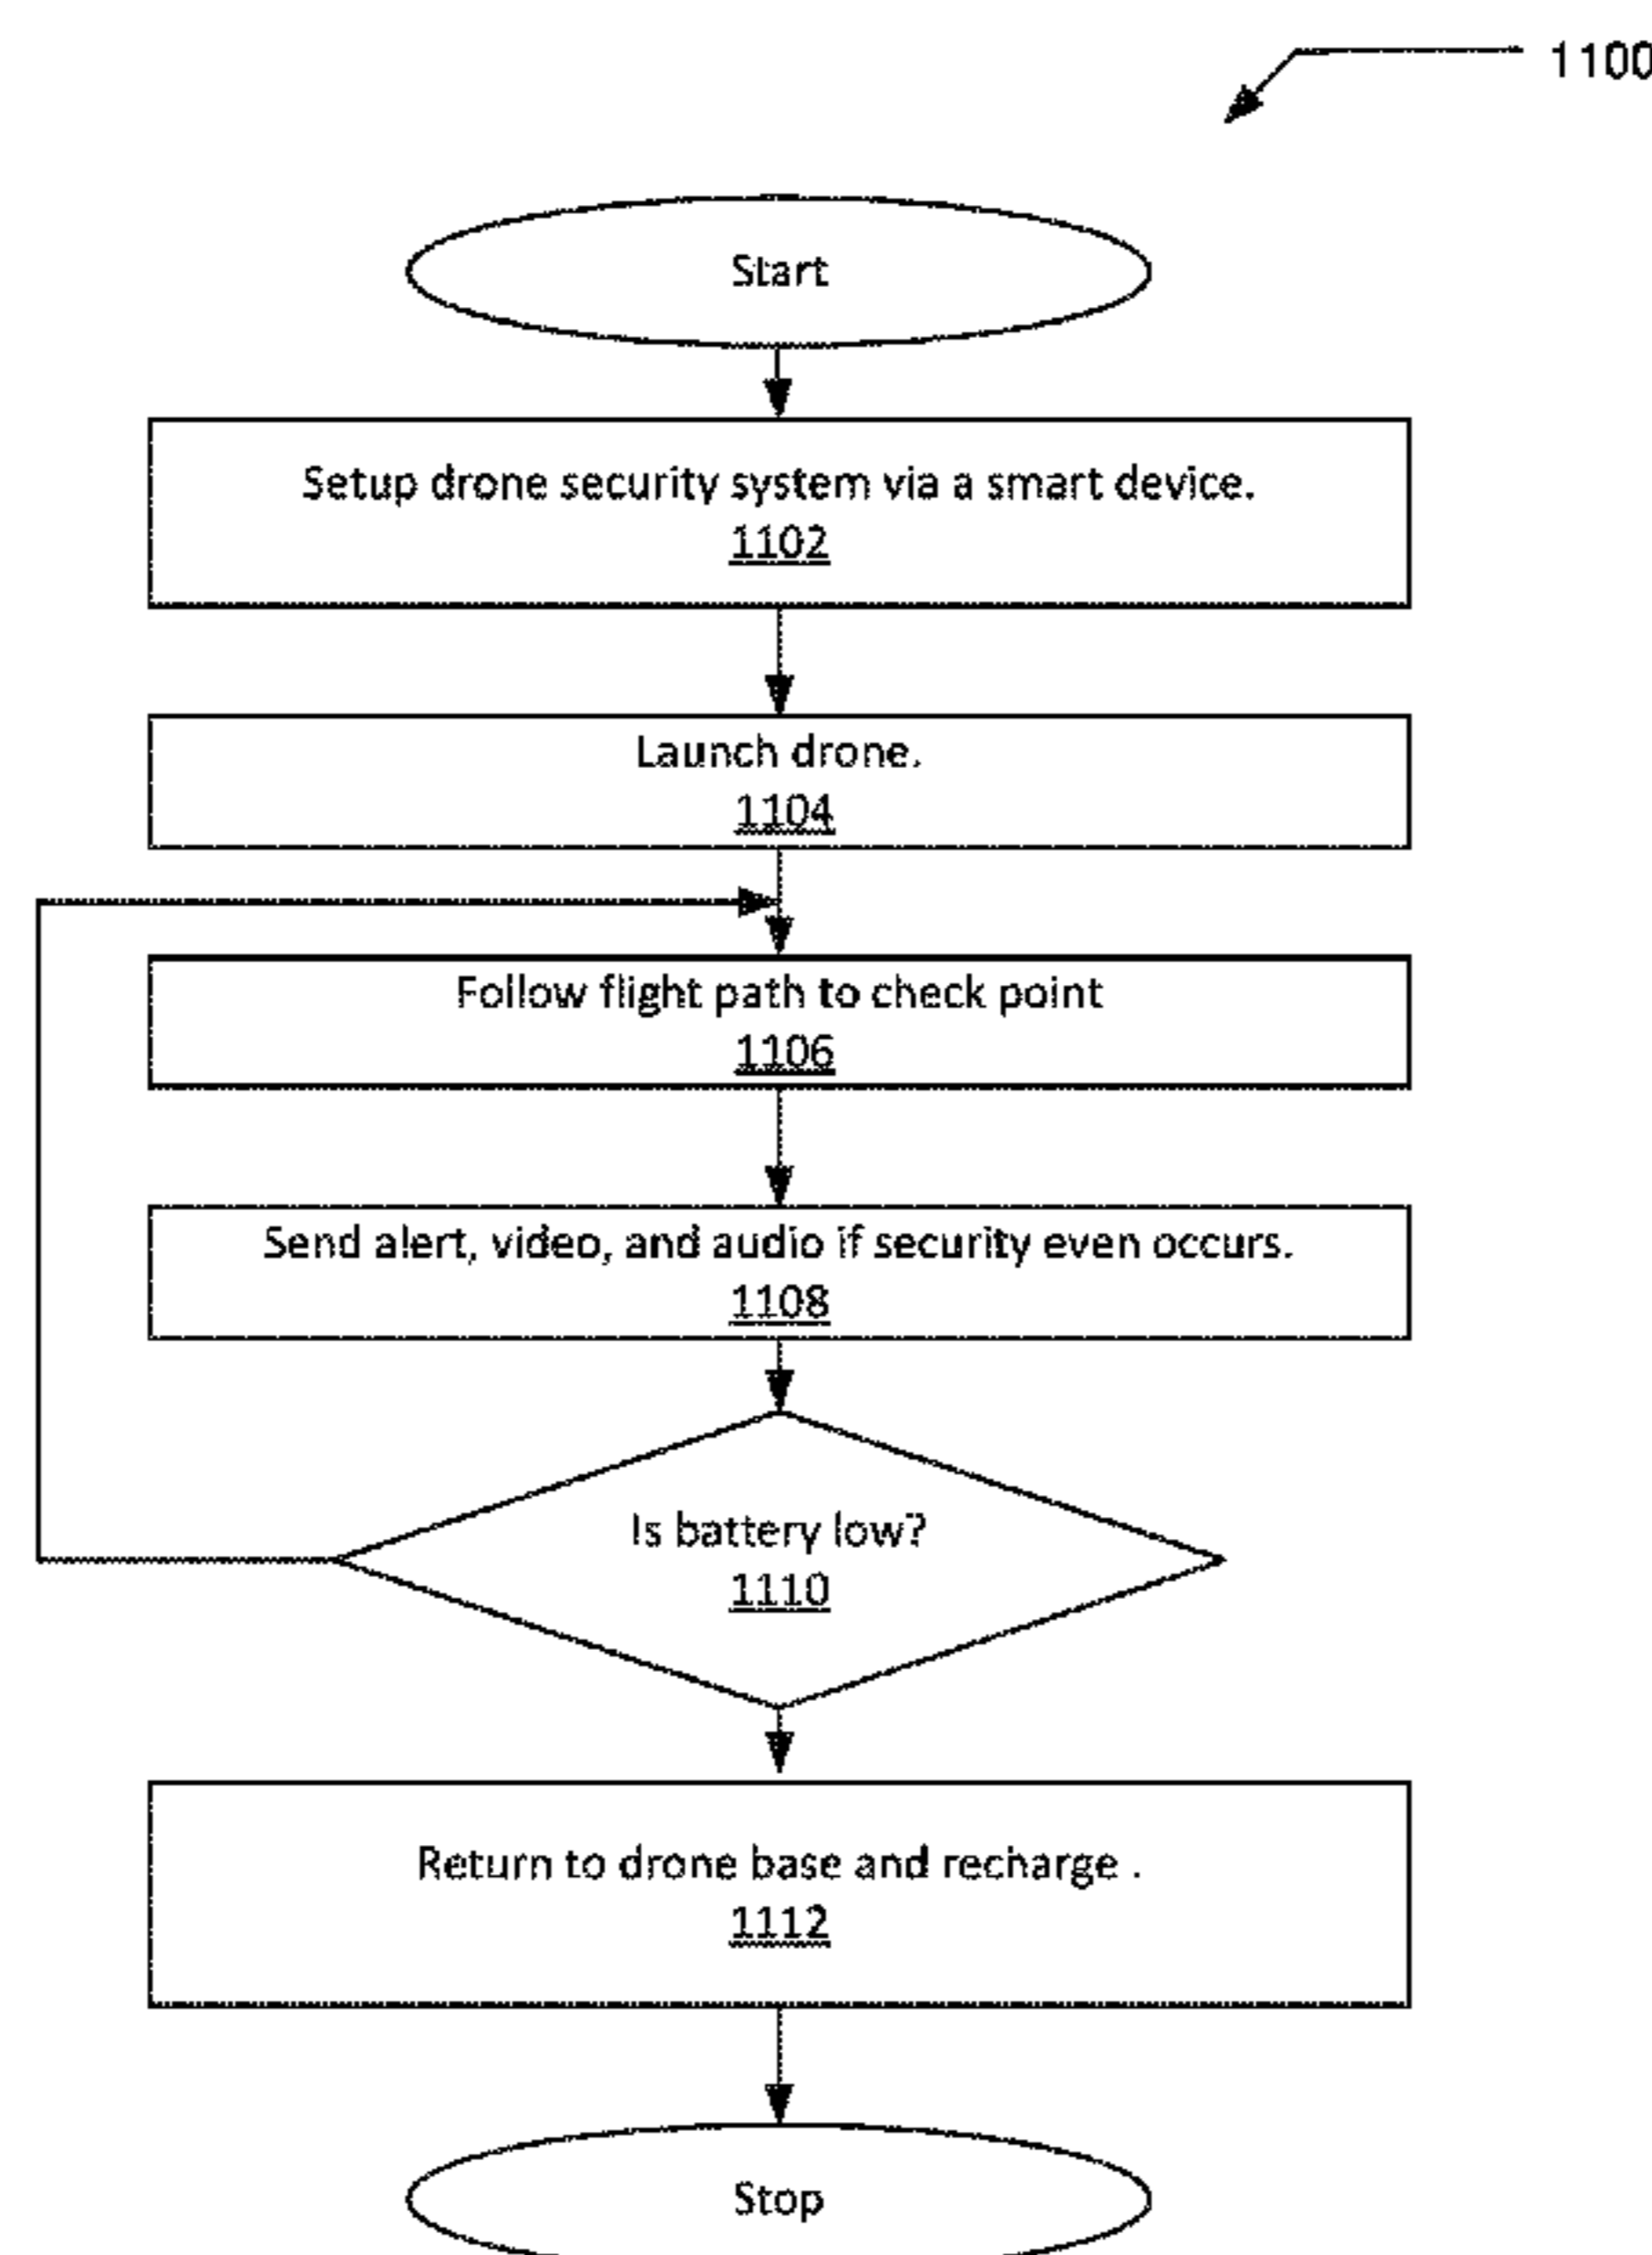 1100
Start
Setup drone security system via a smart device.
1102
Launch drone.
1104
Follow flight path to check point
1106
Send alert, video, and audio if security even occurs.
1108
Is battery low?
1110
Return to drone base and recharge .
1112
Stop